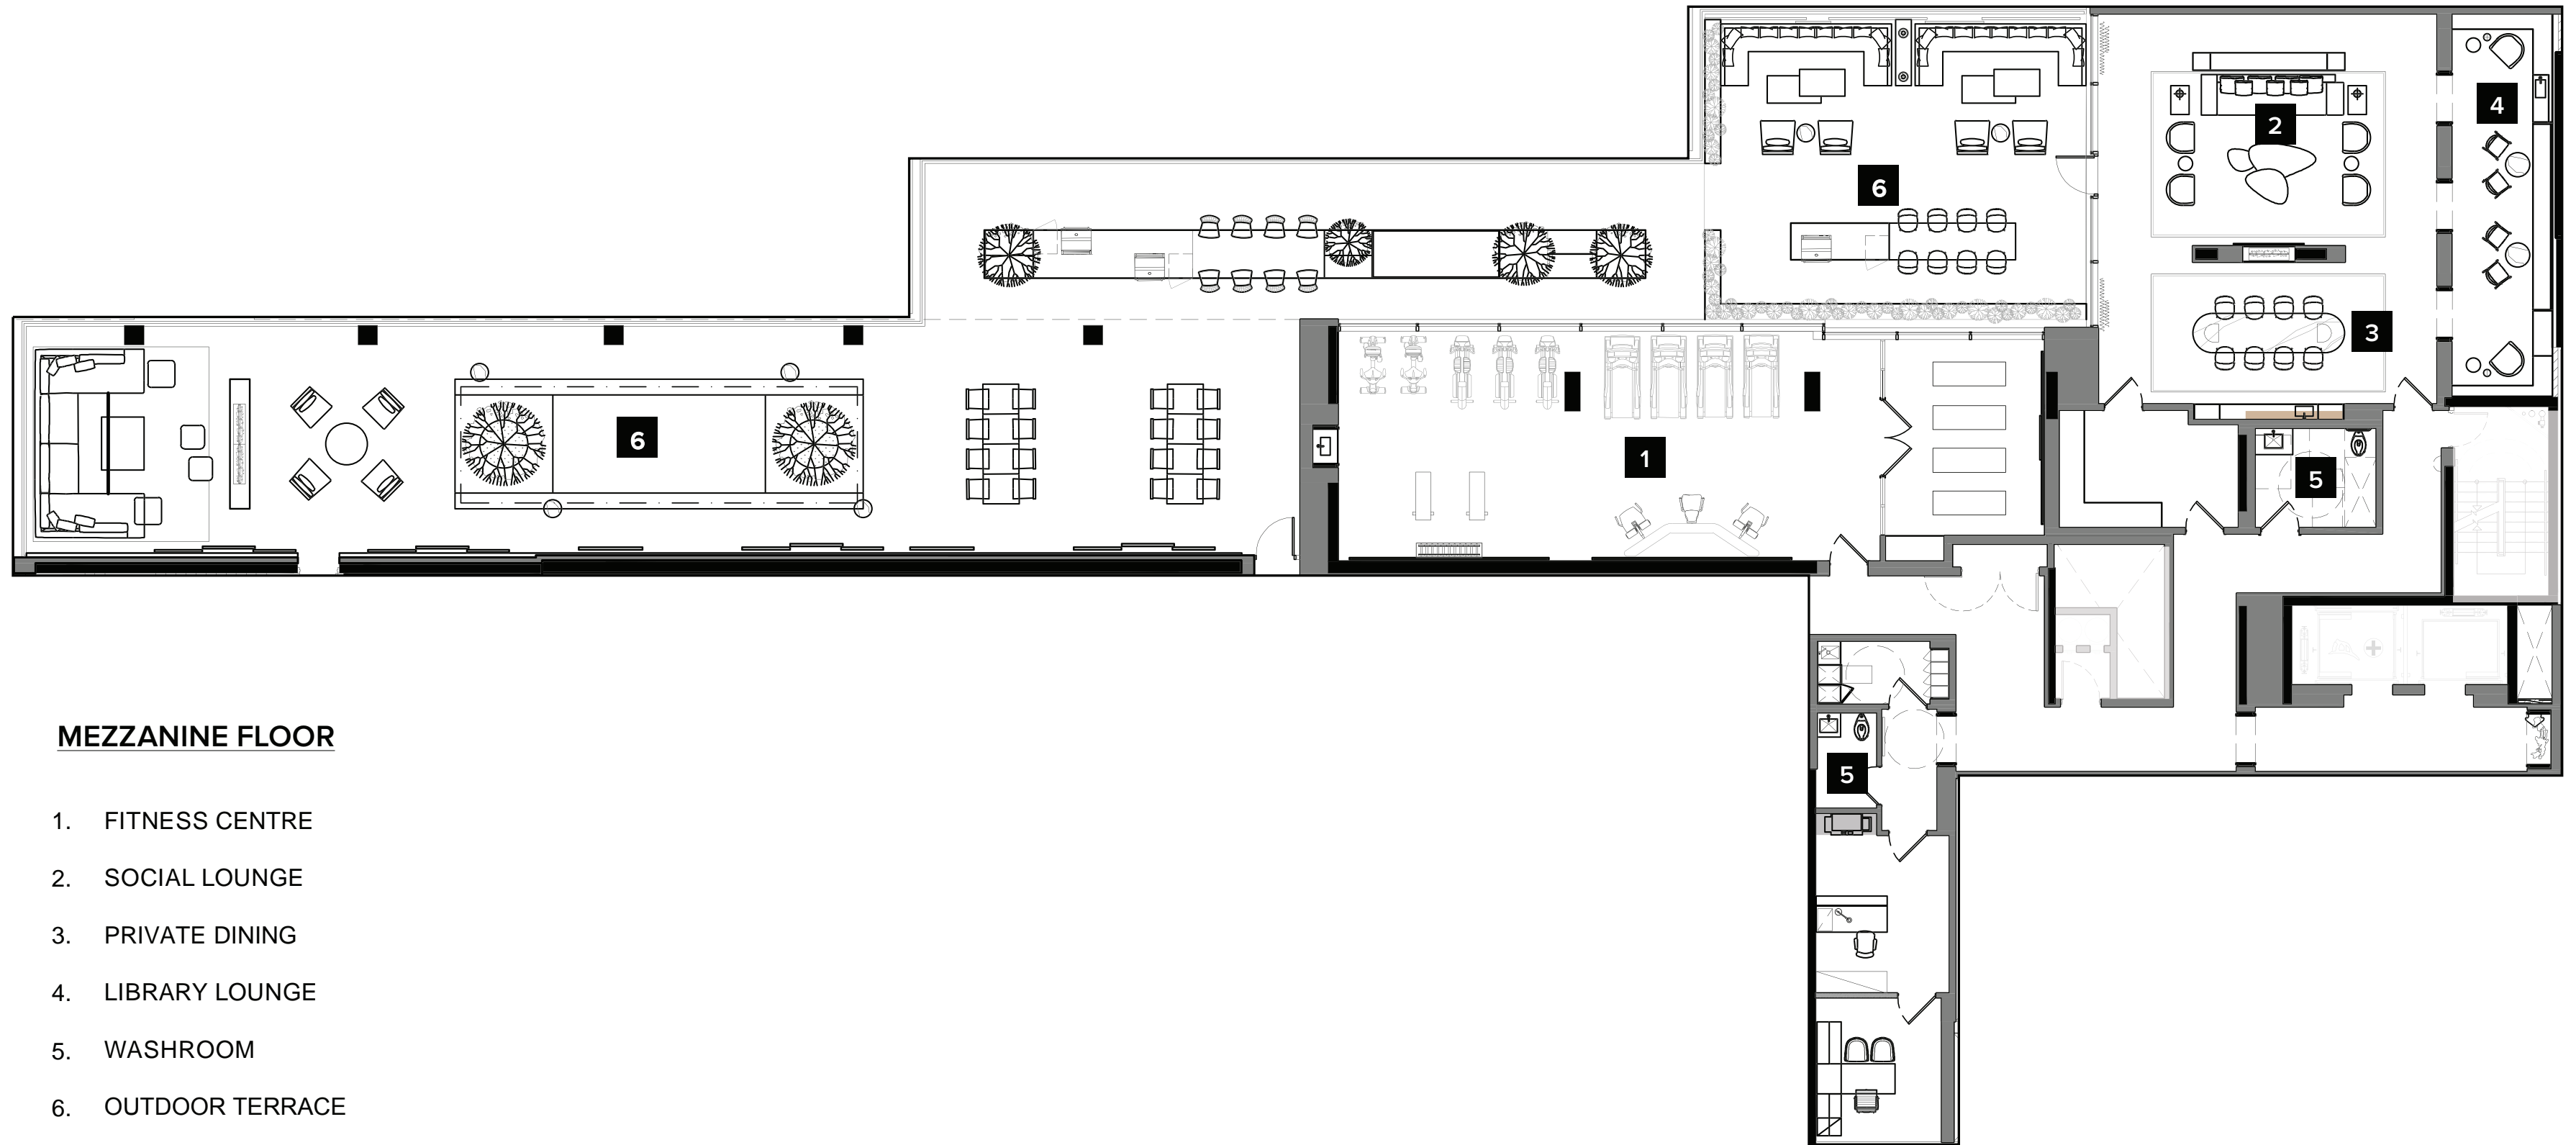 4
2
6
3
6
1
5
5
MEZZANINE FLOOR
1. FITNESS CENTRE
2. SOCIAL LOUNGE
3. PRIVATE DINING
4. LIBRARY LOUNGE
5. WASHROOM
6. OUTDOOR TERRACE